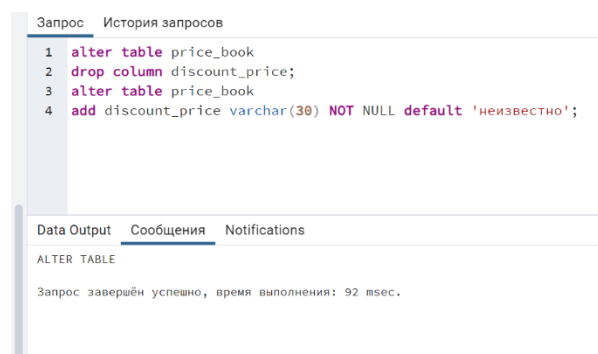 Запрос История запросов
1 alter table price_book
2 drop column discount_price;
3 alter table price_book
4 add discount_price varchar(30) NOT NULL default 'неизвестно';
Data Output Сообщения Notifications
ALTER TABLE
Запрос завершён успешно, время выполнения: 92 msec.